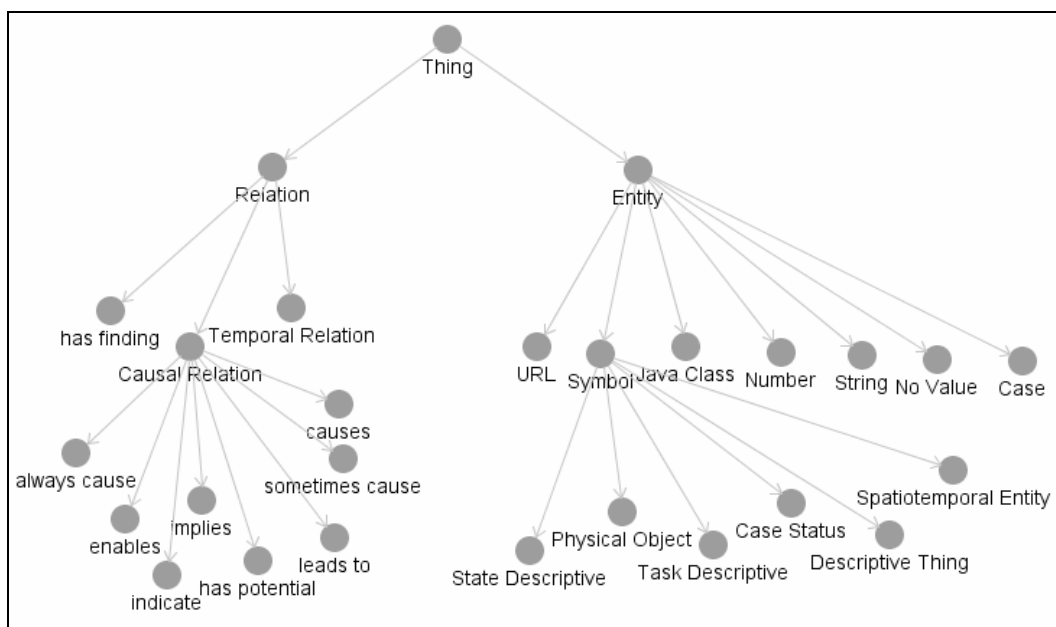 Thing
Relation
Entity
has finding
Temporal Relation
Causal Relation
URL
Symbol
Java Class
Number
String
No Value
Case
causes
always cause
sometimes cause
implies
enables
leads to
has potential
indicate
Spatiotemporal Entity
Physical Object
Case Status
State Descriptive
Task Descriptive
Descriptive Thing